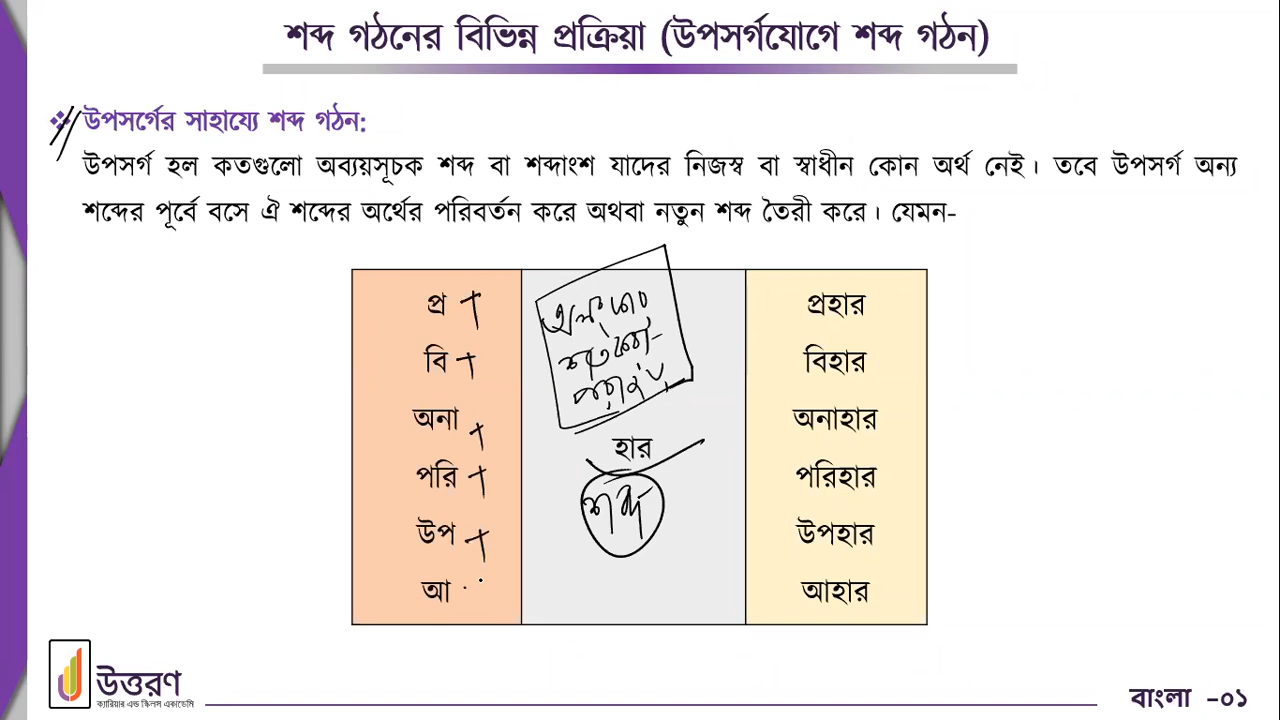 শব্দ গঠনের বিভিন্ন প্রক্রিয়া (উপসর্গযোগে শব্দ গঠন)
উপসর্গের সাহায্যে শব্দ গঠন:
উপসর্গ হল কতগুলো অব্যয়সূচক শব্দ বা শব্দাংশ যাদের নিজস্ব বা স্বাধীন কোন অর্থ নেই। তবে উপসর্গ অন্য
শব্দের পূর্বে বসে ঐ শব্দের অর্থের পরিবর্তন করে অথবা নতুন শব্দ তৈরী করে। যেমন-
প্র + প্রহার
বি + বিহার
অনা + অনাহার
হার
পরি + পরিহার
শব্দ
উপ + উপহার
আ আহার
উত্তরণ
ক্যারিয়ার এন্ড স্কিলস একাডেমি
বাংলা -০১